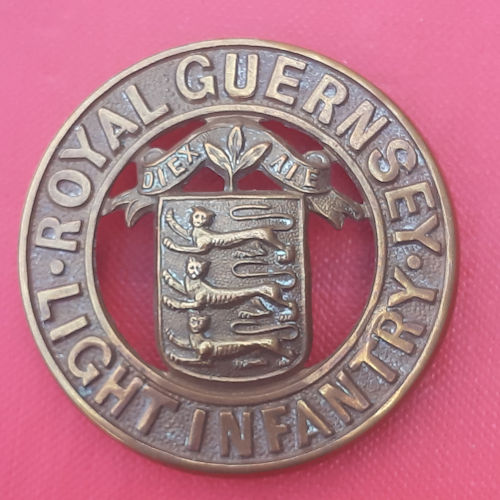 ROYAL GUERNSEY
DIEX AIE
· LIGHT INFANTRY ·